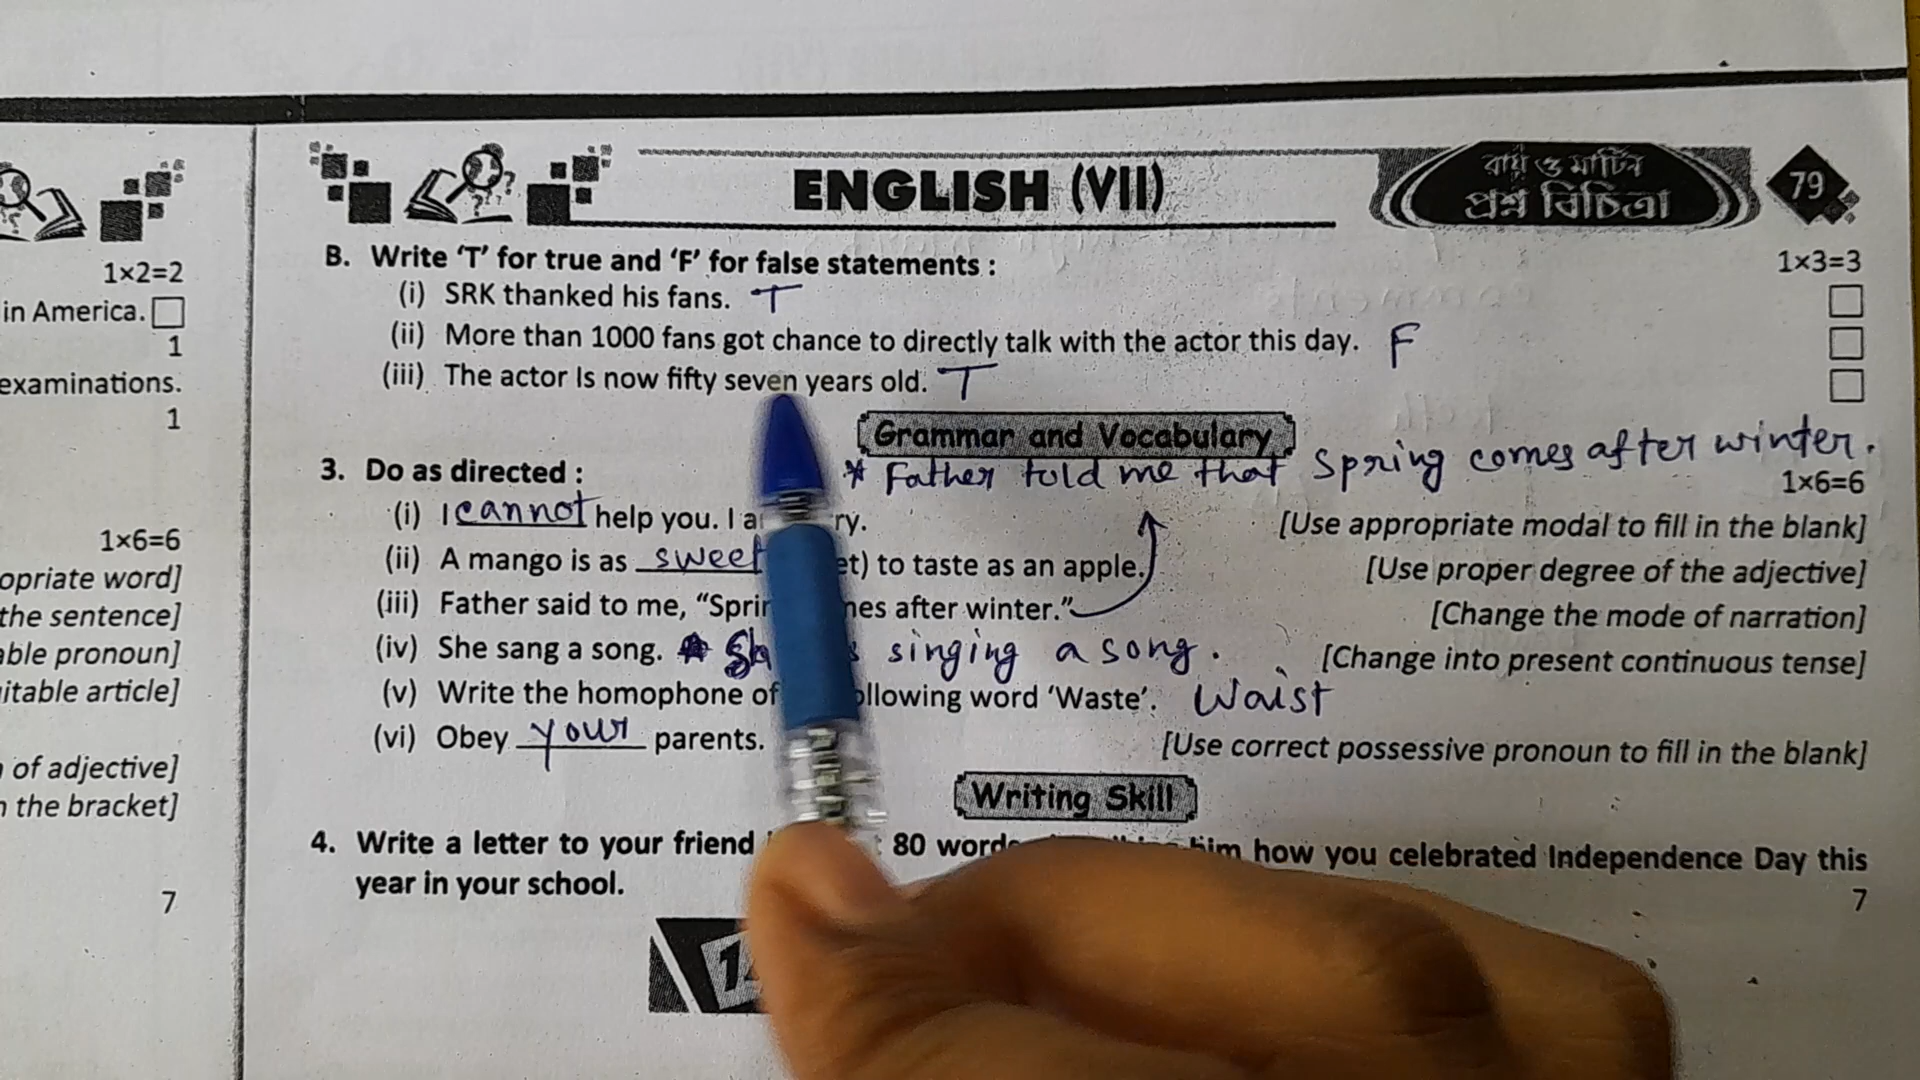 ENGLISH (VII)
রায় ও মার্টিন
প্রশ্ন বিচিত্রা
79
1×2=2
in America.
1
examinations.
1
1×6=6
opriate word]
the sentence]
able pronoun]
uitable article]
of adjective]
the bracket]
7
B. Write ‘T’ for true and ‘F’ for false statements : 1×3=3
(i) SRK thanked his fans. T
(ii) More than 1000 fans got chance to directly talk with the actor this day. F
(iii) The actor Is now fifty seven years old. T
Grammar and Vocabulary
* Father told me that Spring comes after winter.
3. Do as directed : 1×6=6
(i) I cannot help you. I a ry. [Use appropriate modal to fill in the blank]
(ii) A mango is as sweet et) to taste as an apple. [Use proper degree of the adjective]
(iii) Father said to me, “Sprin mes after winter.” [Change the mode of narration]
(iv) She sang a song. singing a song. [Change into present continuous tense]
(v) Write the homophone of ollowing word ‘Waste’. Waist
(vi) Obey your parents. [Use correct possessive pronoun to fill in the blank]
Writing Skill
4. Write a letter to your friend 80 words him how you celebrated Independence Day this
year in your school. 7